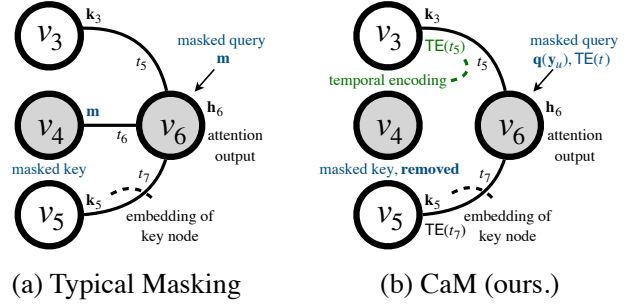 k₃
v₃
t₅
masked query
m
v₄
m
t₆
v₆
h₆
attention
output
masked key
t₇
v₅
k₅
embedding of
key node
(a) Typical Masking
k₃
v₃
TE(t₅)
t₅
temporal encoding
masked query
q(yᵤ), TE(t)
v₄
v₆
h₆
attention
output
masked key, removed
t₇
v₅
k₅
TE(t₇)
embedding of
key node
(b) CaM (ours.)